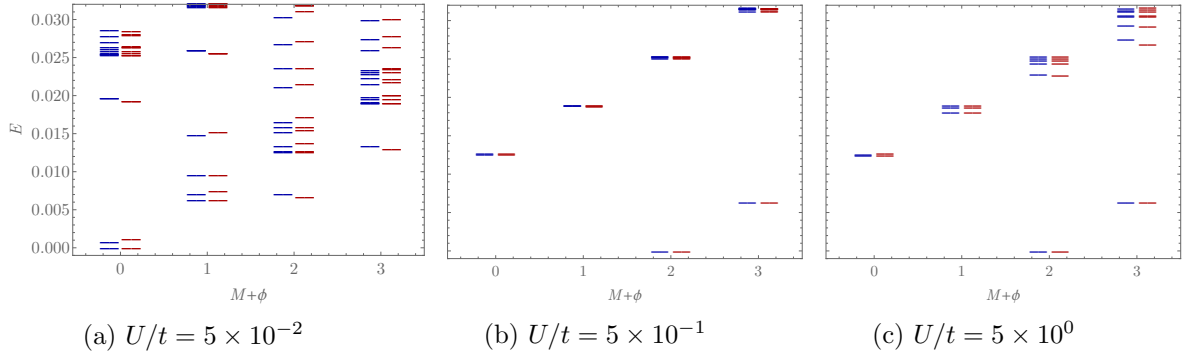 0.030
0.025
0.020
E
0.015
0.010
0.005
0.000
0 1 2 3
0 1 2 3
0 1 2 3
M+ϕ
M+ϕ
M+ϕ
(a) U/t = 5 × 10⁻²
(b) U/t = 5 × 10⁻¹
(c) U/t = 5 × 10⁰